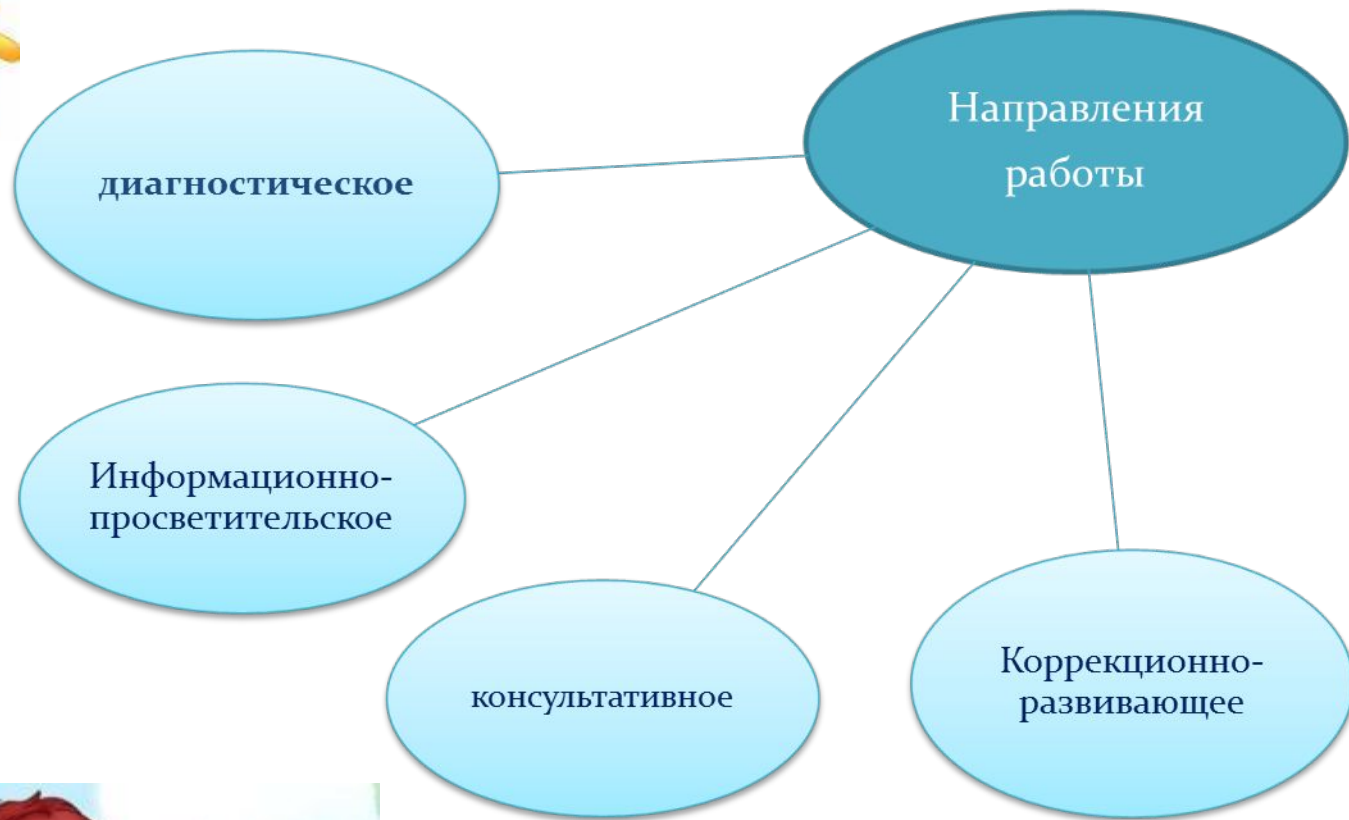 Направления
работы
диагностическое
Информационно-
просветительское
консультативное
Коррекционно-
развивающее